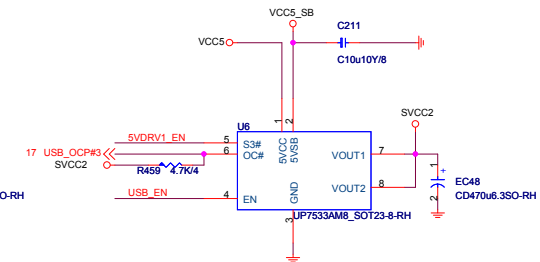 VCC5_SB
C211
VCC5
C10u10Y/8
SVCC2
U6
1
2
5VDRV1_EN
5
S3#
5VCC
5VSB
17 USB_OCP#3
6
OC#
VOUT1
7
SVCC2
R459 4.7K/4
1
+
EC48
USB_EN
4
EN
GND
VOUT2
8
2
CD470u6.3SO-RH
SO-RH
3
UP7533AM8_SOT23-8-RH